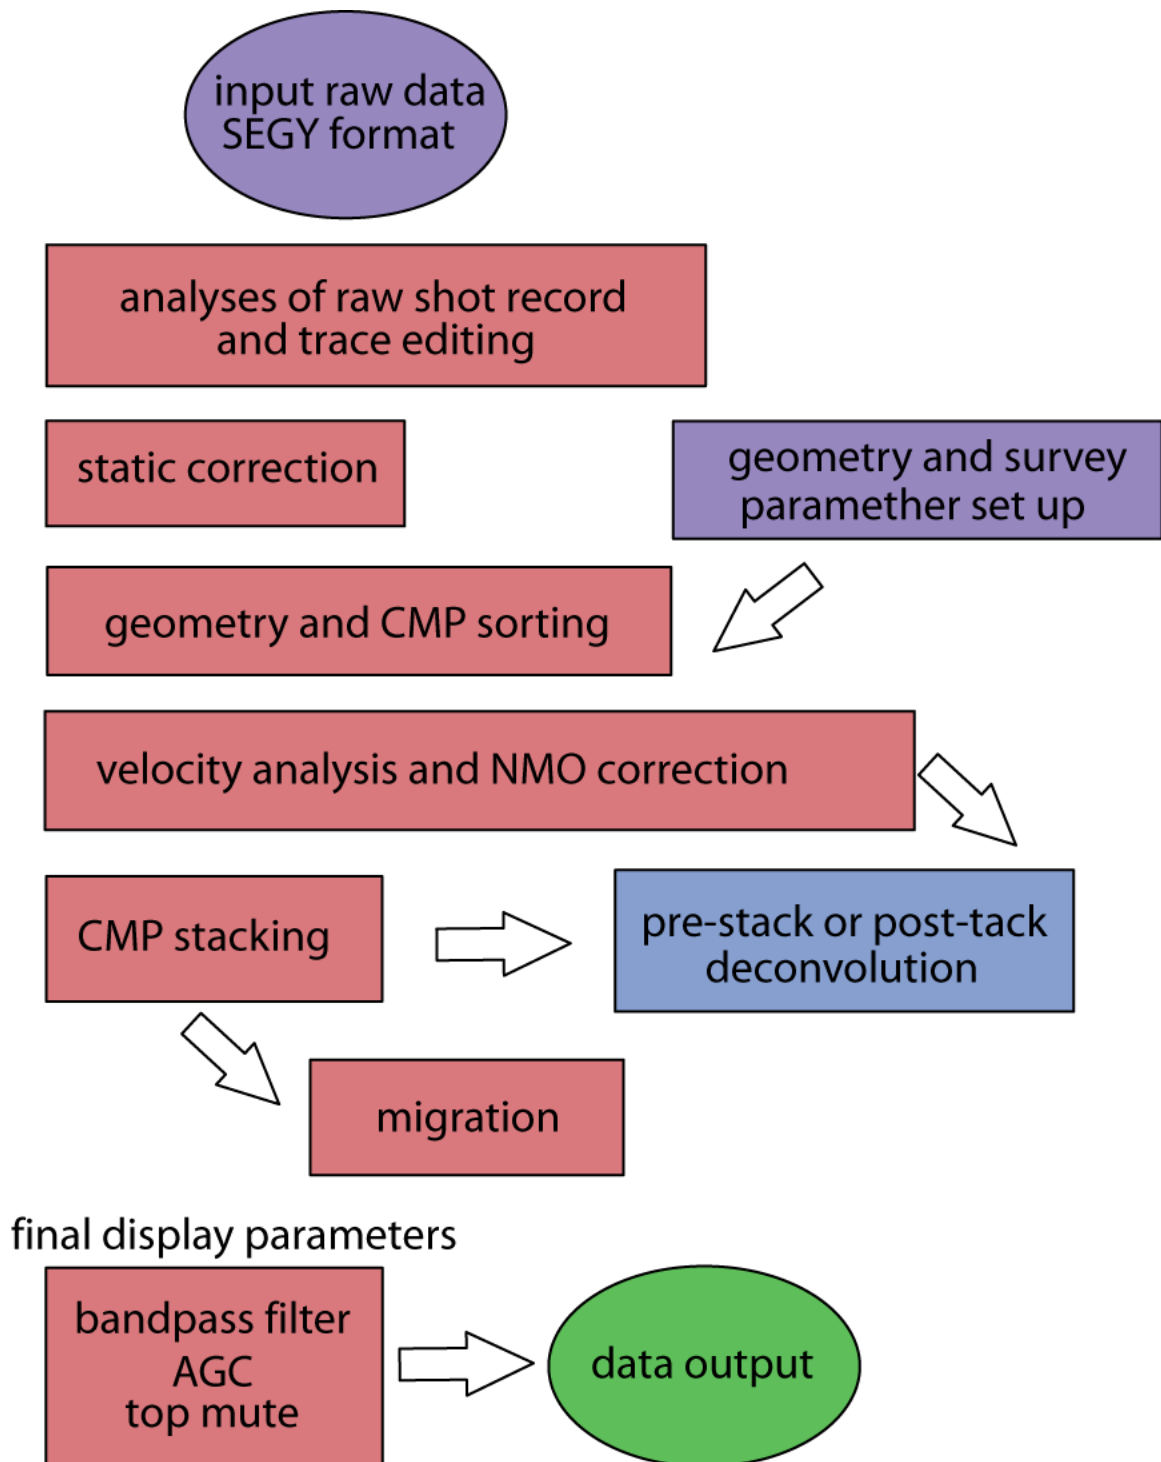 input raw data
SEGY format
analyses of raw shot record
and trace editing
static correction
geometry and survey
paramether set up
geometry and CMP sorting
velocity analysis and NMO correction
CMP stacking
pre-stack or post-tack
deconvolution
migration
final display parameters
bandpass filter
AGC
top mute
data output